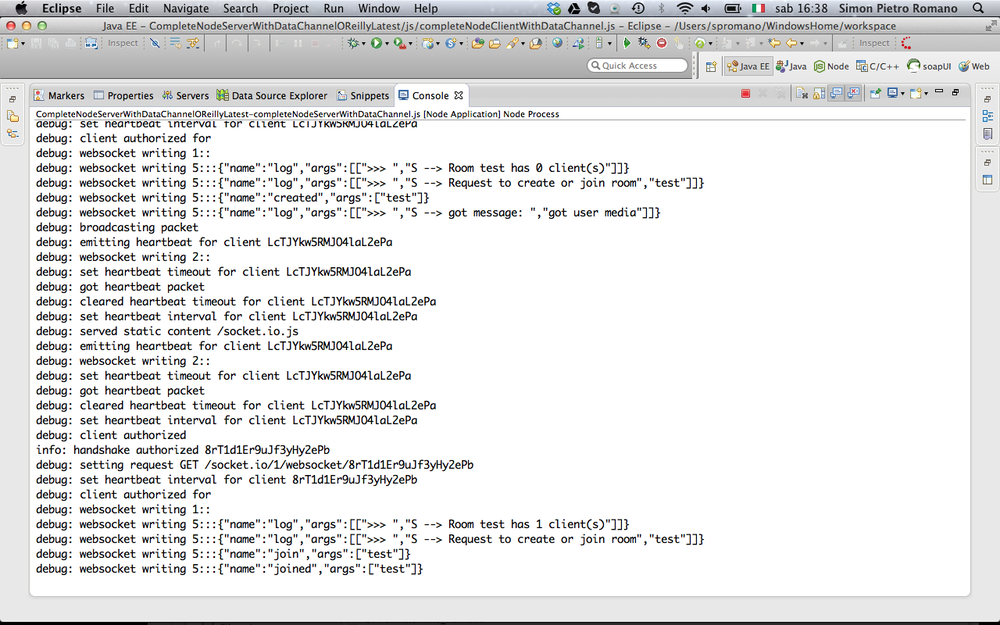 Eclipse File Edit Navigate Search Project Run Window Help sab 16:38 Simon Pietro Romano
Java EE – CompleteNodeServerWithDataChannelOReillyLatest/js/completeNodeClientWithDataChannel.js – Eclipse – /Users/spromano/WindowsHome/workspace
Inspect Inspect
Quick Access Java EE Java Node C/C++ soapUI Web
Markers Properties Servers Data Source Explorer Snippets Console
CompleteNodeServerWithDataChannelOReillyLatest-completeNodeServerWithDataChannel.js [Node Application] Node Process
debug: set heartbeat interval for client LcTJYkw5RMJO4laL2ePa
debug: client authorized for
debug: websocket writing 1::
debug: websocket writing 5:::{"name":"log","args":[[">>> ","S --> Room test has 0 client(s)"]]}
debug: websocket writing 5:::{"name":"log","args":[[">>> ","S --> Request to create or join room","test"]]}
debug: websocket writing 5:::{"name":"created","args":["test"]}
debug: websocket writing 5:::{"name":"log","args":[[">>> ","S --> got message: ","got user media"]]}
debug: broadcasting packet
debug: emitting heartbeat for client LcTJYkw5RMJO4laL2ePa
debug: websocket writing 2::
debug: set heartbeat timeout for client LcTJYkw5RMJO4laL2ePa
debug: got heartbeat packet
debug: cleared heartbeat timeout for client LcTJYkw5RMJO4laL2ePa
debug: set heartbeat interval for client LcTJYkw5RMJO4laL2ePa
debug: served static content /socket.io.js
debug: emitting heartbeat for client LcTJYkw5RMJO4laL2ePa
debug: websocket writing 2::
debug: set heartbeat timeout for client LcTJYkw5RMJO4laL2ePa
debug: got heartbeat packet
debug: cleared heartbeat timeout for client LcTJYkw5RMJO4laL2ePa
debug: set heartbeat interval for client LcTJYkw5RMJO4laL2ePa
debug: client authorized
info: handshake authorized 8rT1d1Er9uJf3yHy2ePb
debug: setting request GET /socket.io/1/websocket/8rT1d1Er9uJf3yHy2ePb
debug: set heartbeat interval for client 8rT1d1Er9uJf3yHy2ePb
debug: client authorized for
debug: websocket writing 1::
debug: websocket writing 5:::{"name":"log","args":[[">>> ","S --> Room test has 1 client(s)"]]}
debug: websocket writing 5:::{"name":"log","args":[[">>> ","S --> Request to create or join room","test"]]}
debug: websocket writing 5:::{"name":"join","args":["test"]}
debug: websocket writing 5:::{"name":"joined","args":["test"]}